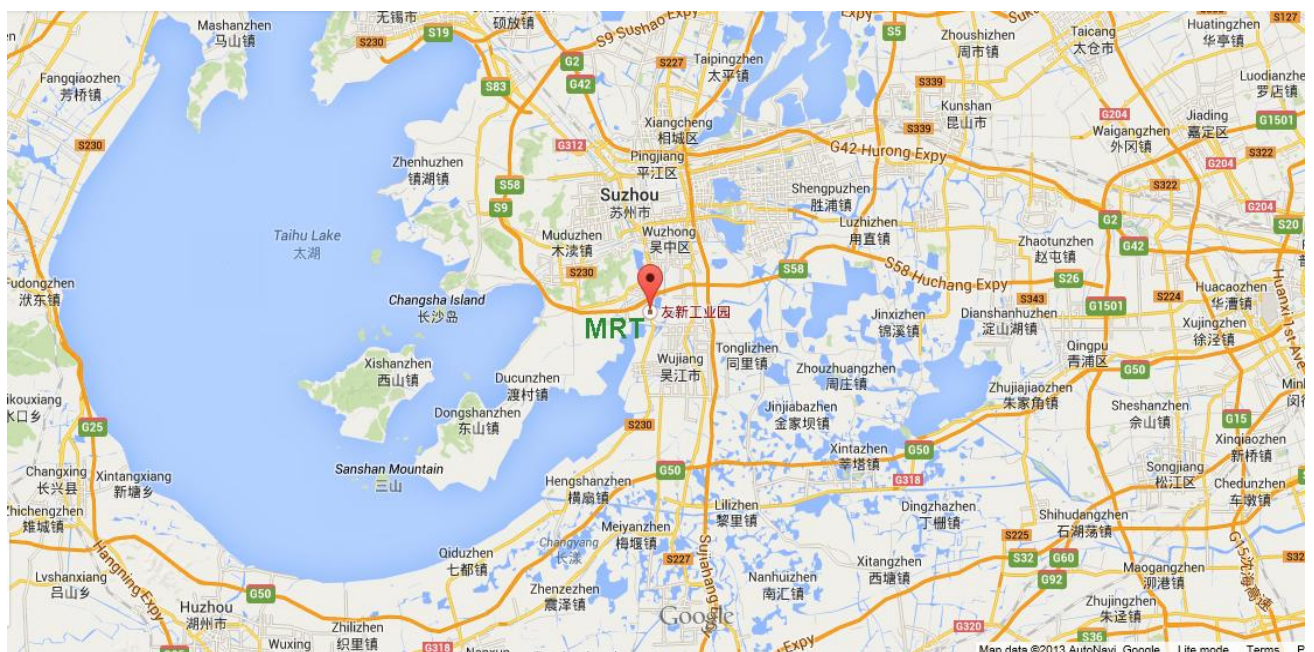 Mashanzhen
马山镇
无锡市
硕放镇
S230
S19
S9 Sushao Expy
Expy
S5
Zhoushizhen
周市镇
Taicang
太仓市
Huatingzhen
华亭镇
S127
Fangqiaozhen
芳桥镇
G2
G42
S227
Taipingzhen
太平镇
S83
S339
Kunshan
昆山市
Luodianzhen
罗店镇
G204
Jiading
嘉定区
G1501
S230
Xiangcheng
相城区
S339
Waigangzhen
外冈镇
G312
Pingjiang
平江区
G42 Hurong Expy
S322
G204
Zhenhuzhen
镇湖镇
S58
Suzhou
苏州市
Shengpuzhen
胜浦镇
S322
G204
S9
G2
S20
Taihu Lake
太湖
Muduzhen
木渎镇
Wuzhong
吴中区
Luzhizhen
甪直镇
Zhaotunzhen
赵屯镇
G42
S230
S58
S58 Huchang Expy
S26
Fudongzhen
洑东镇
Changsha Island
长沙岛
S343
G1501
S224
Huacaozhen
华漕镇
MRT
友新工业园
Jinxizhen
锦溪镇
Dianshanhuzhen
淀山湖镇
Xujingzhen
徐泾镇
Xishanzhen
西山镇
Wujiang
吴江市
Tonglizhen
同里镇
Zhouzhuangzhen
周庄镇
Qingpu
青浦区
G50
Ducunzhen
渡村镇
Zhujiajiaozhen
朱家角镇
水口乡
Dongshanzhen
东山镇
Jinjiabazhen
金家坝镇
Sheshanzhen
佘山镇
G15
G25
S230
Xintazhen
莘塔镇
G50
Xinqiaozhen
新桥镇
Changxing
长兴县
Xintangxiang
新塘乡
Sanshan Mountain
三山
G50
G318
Songjiang
松江区
Chedunzhen
车墩镇
Hengshanzhen
横扇镇
Lilizhen
黎里镇
Dingzhazhen
丁栅镇
Zhichengzhen
雉城镇
Shihudangzhen
石湖荡镇
Meiyanzhen
梅堰镇
S225
Hangning Expy
Qiduzhen
七都镇
Changyang
长漾
S227
Sujiahang Expy
Xitangzhen
西塘镇
S32
G60
G15沈海高速
S32
Lvshanxiang
吕山乡
G92
Maogangzhen
泖港镇
Nanhuizhen
南汇镇
G50
Zhenzezhen
震泽镇
Huzhou
湖州市
Google
Zhujingzhen
朱泾镇
Zhilizhen
织里镇
G320
Wuxing
G318
Expy
S36
Map data ©2013 AutoNavi, Google
Lite mode
Terms